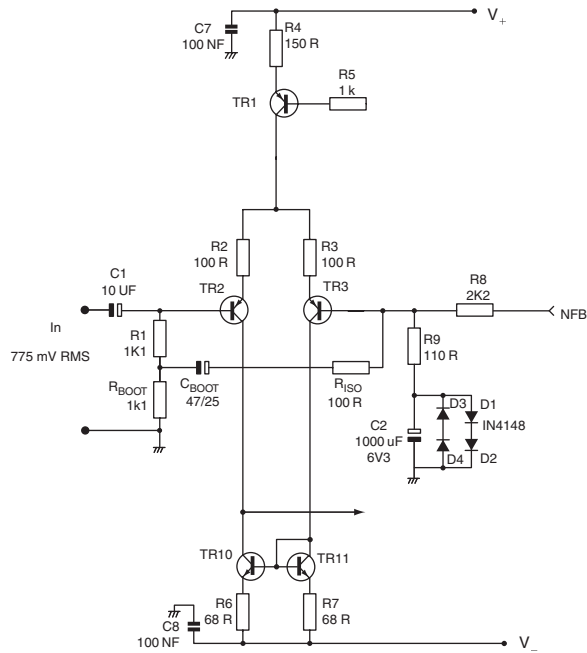 C7
100 NF
R4
150 R
V+
R5
1 k
TR1
R2
100 R
R3
100 R
C1
10 UF
TR2
TR3
R8
2K2
NFB
In
775 mV RMS
R1
1K1
RBOOT
1k1
CBOOT
47/25
RISO
100 R
R9
110 R
C2
1000 uF
6V3
D3
D1
IN4148
D4
D2
TR10
TR11
R6
68 R
R7
68 R
C8
100 NF
V–